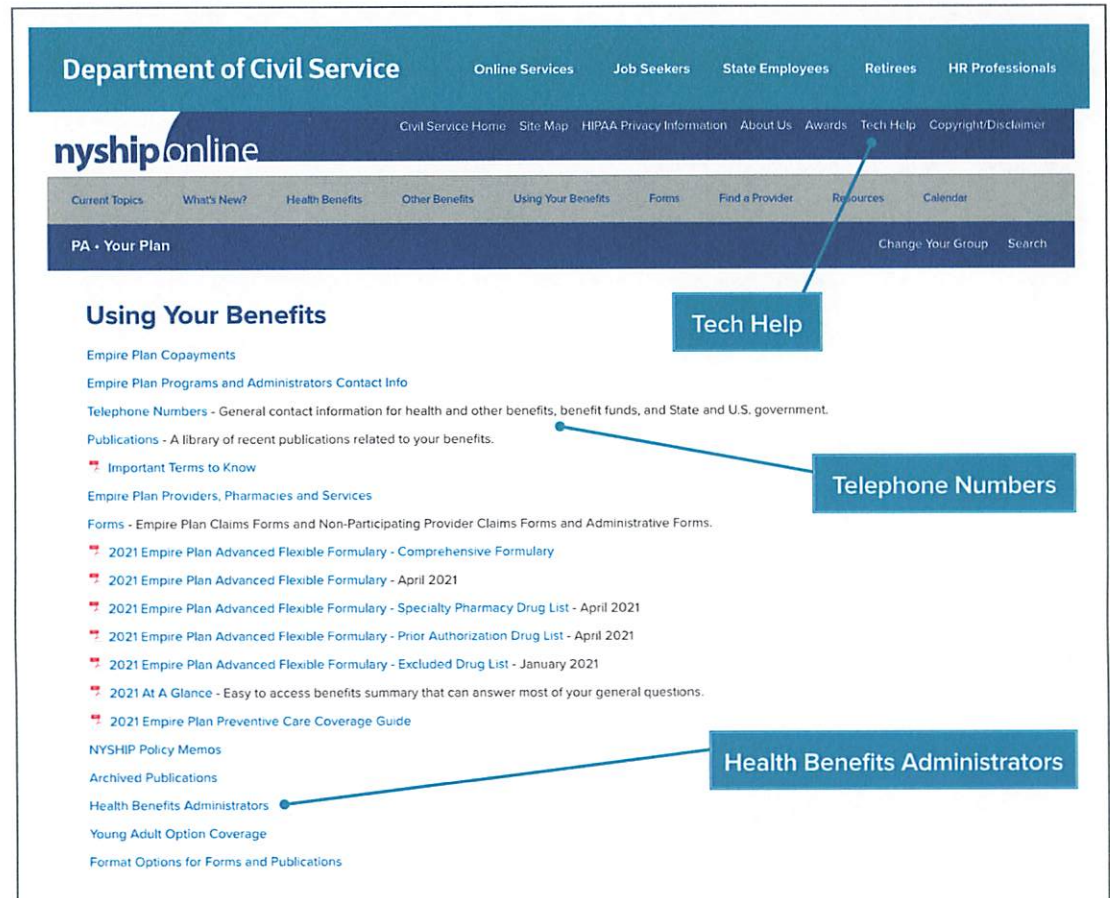 Department of Civil Service Online Services Job Seekers State Employees Retirees HR Professionals
Civil Service Home Site Map HIPAA Privacy Information About Us Awards Tech Help Copyright/Disclaimer
nyship online
Current Topics What's New? Health Benefits Other Benefits Using Your Benefits Forms Find a Provider Resources Calendar
PA • Your Plan Change Your Group Search
Using Your Benefits
Tech Help
Empire Plan Copayments
Empire Plan Programs and Administrators Contact Info
Telephone Numbers - General contact information for health and other benefits, benefit funds, and State and U.S. government.
Publications - A library of recent publications related to your benefits.
Important Terms to Know
Telephone Numbers
Empire Plan Providers, Pharmacies and Services
Forms - Empire Plan Claims Forms and Non-Participating Provider Claims Forms and Administrative Forms.
2021 Empire Plan Advanced Flexible Formulary - Comprehensive Formulary
2021 Empire Plan Advanced Flexible Formulary - April 2021
2021 Empire Plan Advanced Flexible Formulary - Specialty Pharmacy Drug List - April 2021
2021 Empire Plan Advanced Flexible Formulary - Prior Authorization Drug List - April 2021
2021 Empire Plan Advanced Flexible Formulary - Excluded Drug List - January 2021
2021 At A Glance - Easy to access benefits summary that can answer most of your general questions.
2021 Empire Plan Preventive Care Coverage Guide
NYSHIP Policy Memos
Health Benefits Administrators
Archived Publications
Health Benefits Administrators
Young Adult Option Coverage
Format Options for Forms and Publications